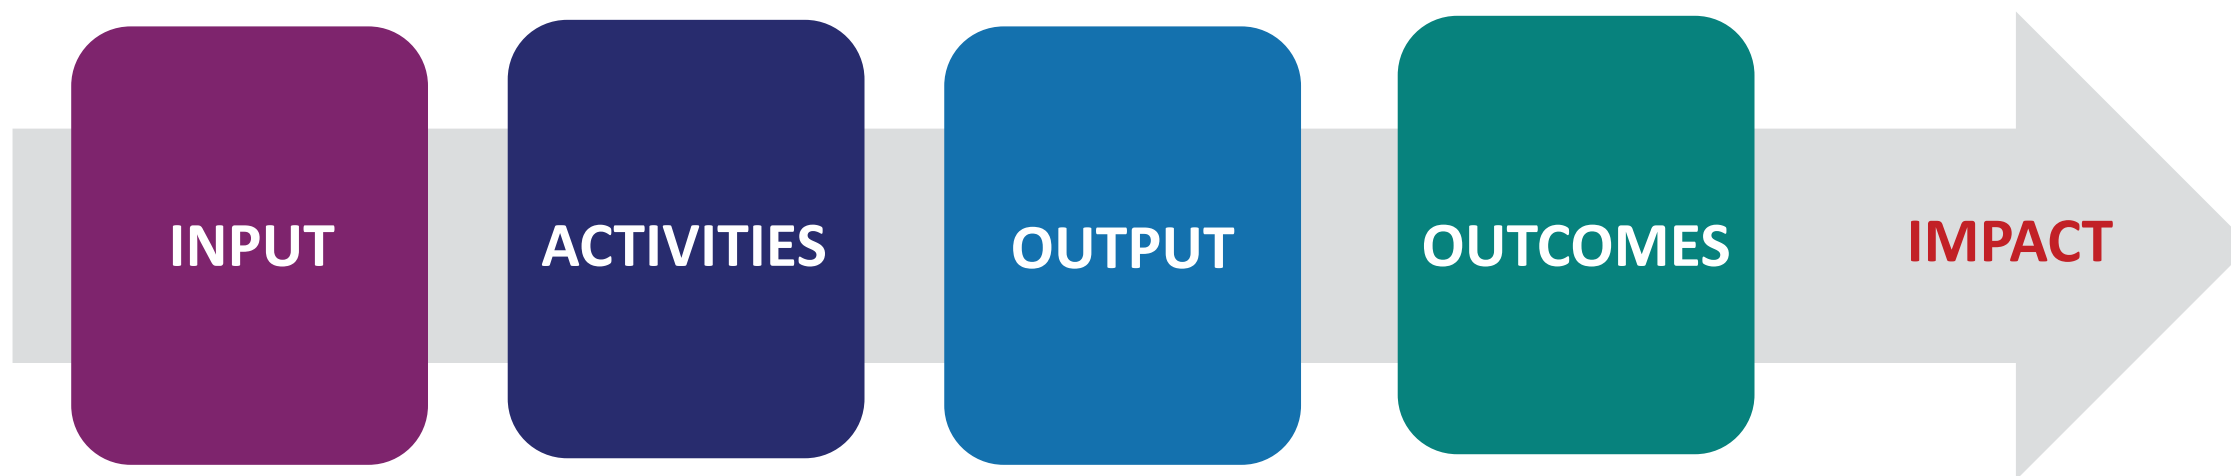 INPUT
ACTIVITIES
OUTPUT
OUTCOMES
IMPACT